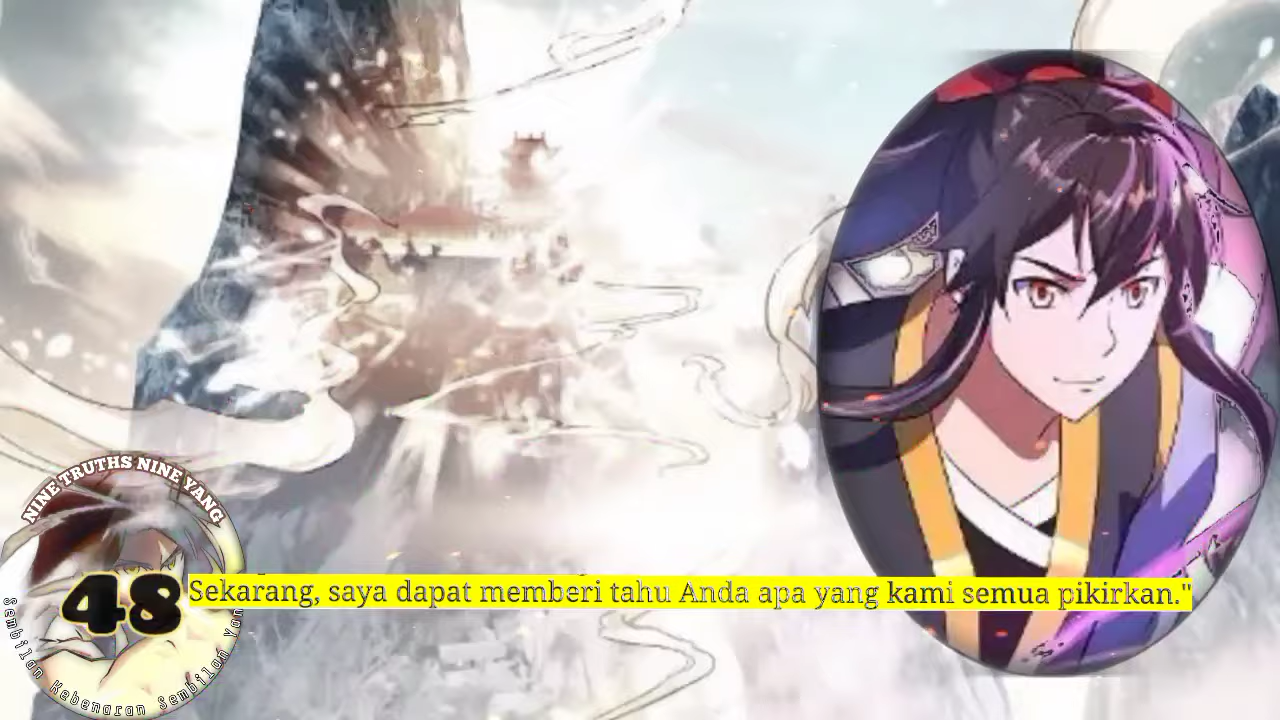 NINE TRUTHS NINE YANG
48
Sekarang, saya dapat memberi tahu Anda apa yang kami semua pikirkan."
Sembilan Kebenaran Sembilan Yang